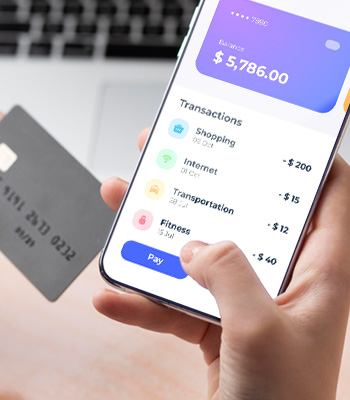 Balance
$ 5,786.00
Transactions
Shopping
- $ 200
Internet
- $ 15
Transportation
- $ 12
Fitness
- $ 40
Pay